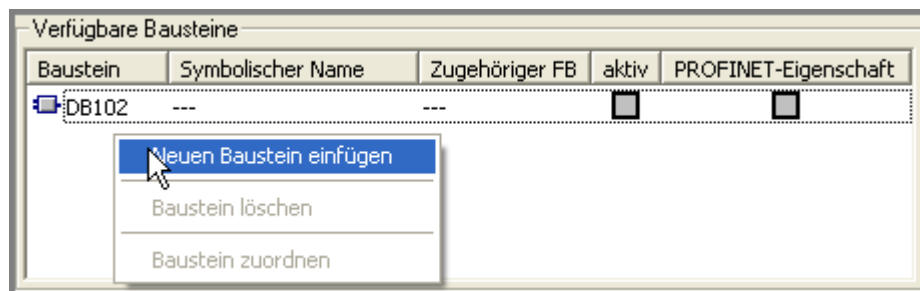 Verfügbare Bausteine
Baustein Symbolischer Name Zugehöriger FB aktiv PROFINET-Eigenschaft
DB102 --- ---
Neuen Baustein einfügen
Baustein löschen
Baustein zuordnen